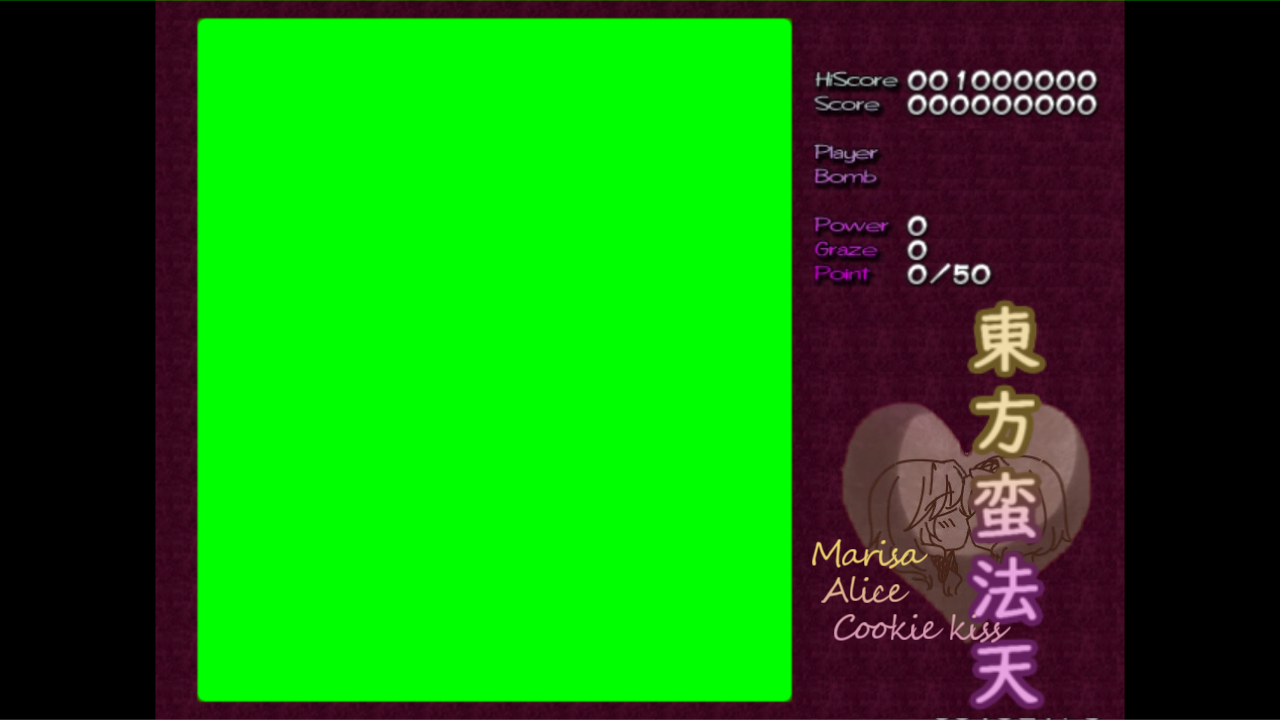 HiScore 001000000
Score 000000000
Player
Bomb
Power 0
Graze 0
Point 0/50
東方蛮法天
Marisa
Alice
Cookie kiss